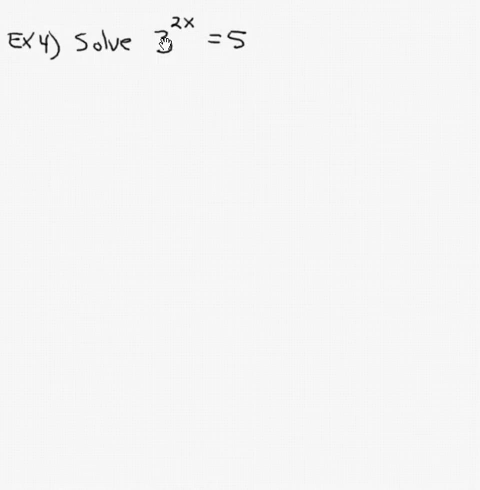 EX 4) Solve 3^{2x} = 5